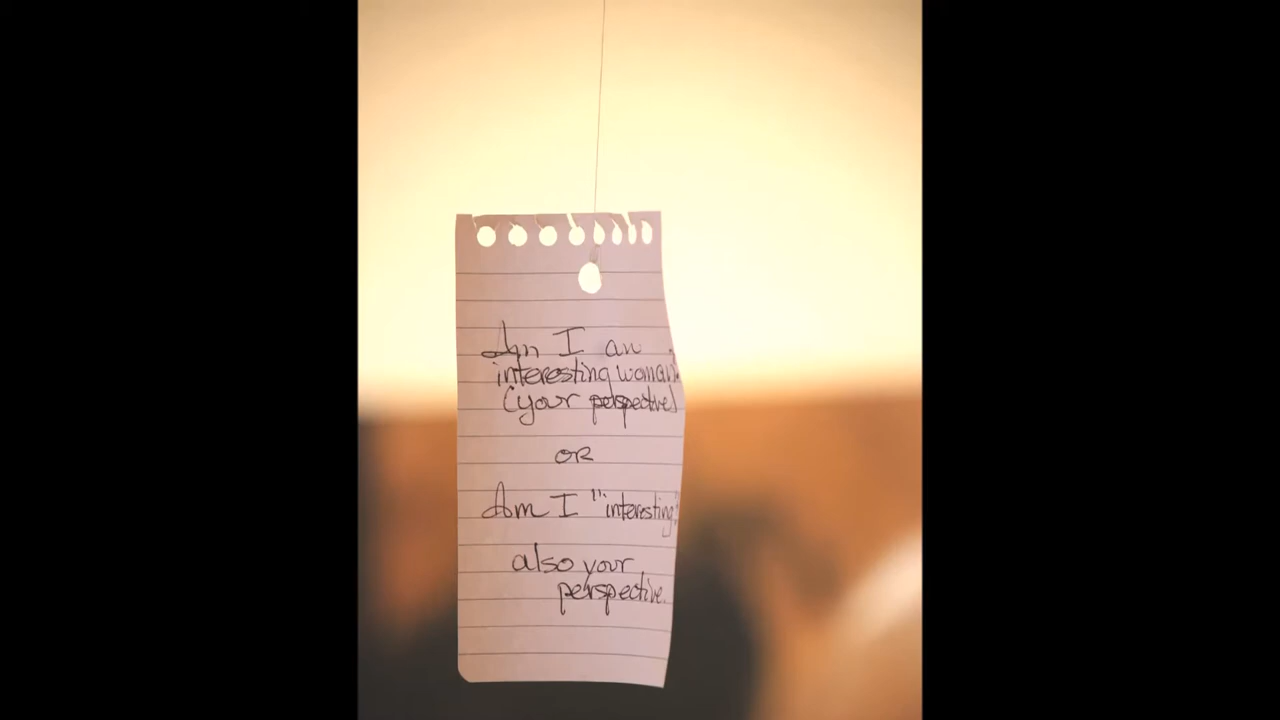 Am I an
interesting woman?
(your perspective)
OR
Am I "interesting"?
also your
perspective.